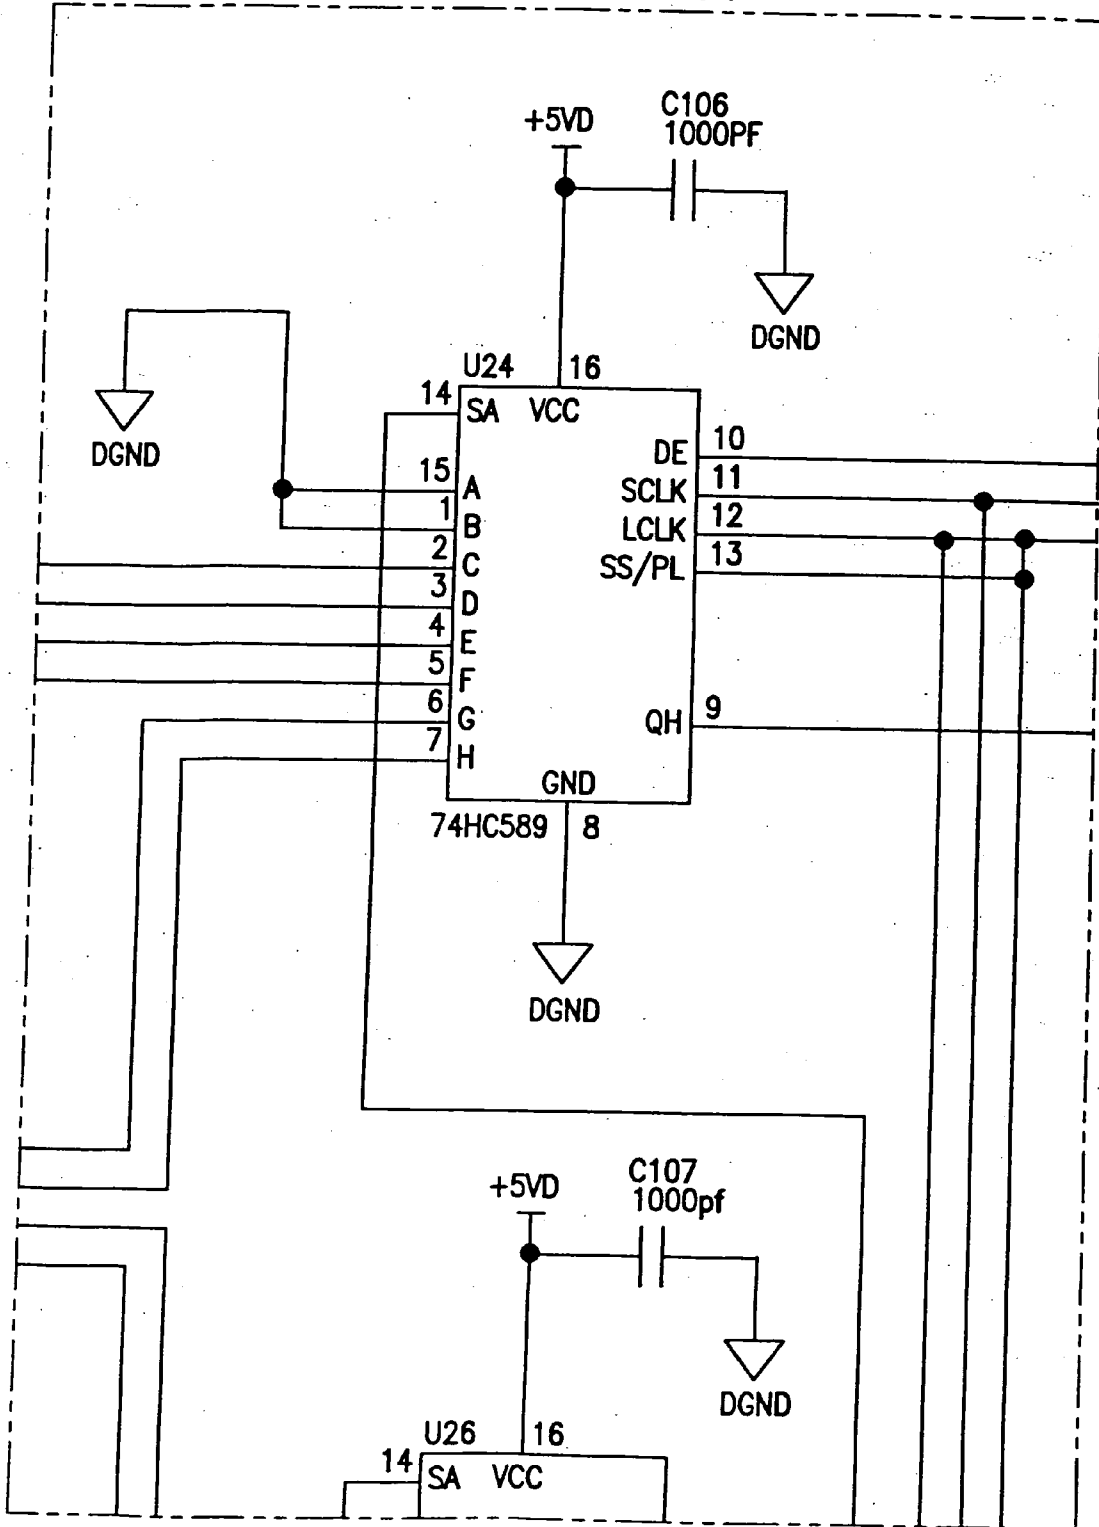 C106
1000PF
+5VD
DGND
DGND
U24
16
14
SA
VCC
15
A
1
B
2
C
3
D
4
E
5
F
6
G
7
H
DE
10
SCLK
11
LCLK
12
SS/PL
13
QH
9
GND
74HC589
8
DGND
C107
1000pf
+5VD
DGND
U26
16
14
SA
VCC